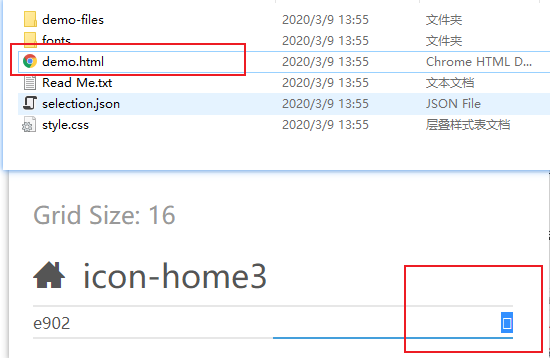 demo-files 2020/3/9 13:55 文件夹
fonts 2020/3/9 13:55 文件夹
demo.html 2020/3/9 13:55 Chrome HTML D...
Read Me.txt 2020/3/9 13:55 文本文档
selection.json 2020/3/9 13:55 JSON File
style.css 2020/3/9 13:55 层叠样式表文档
Grid Size: 16
icon-home3
e902